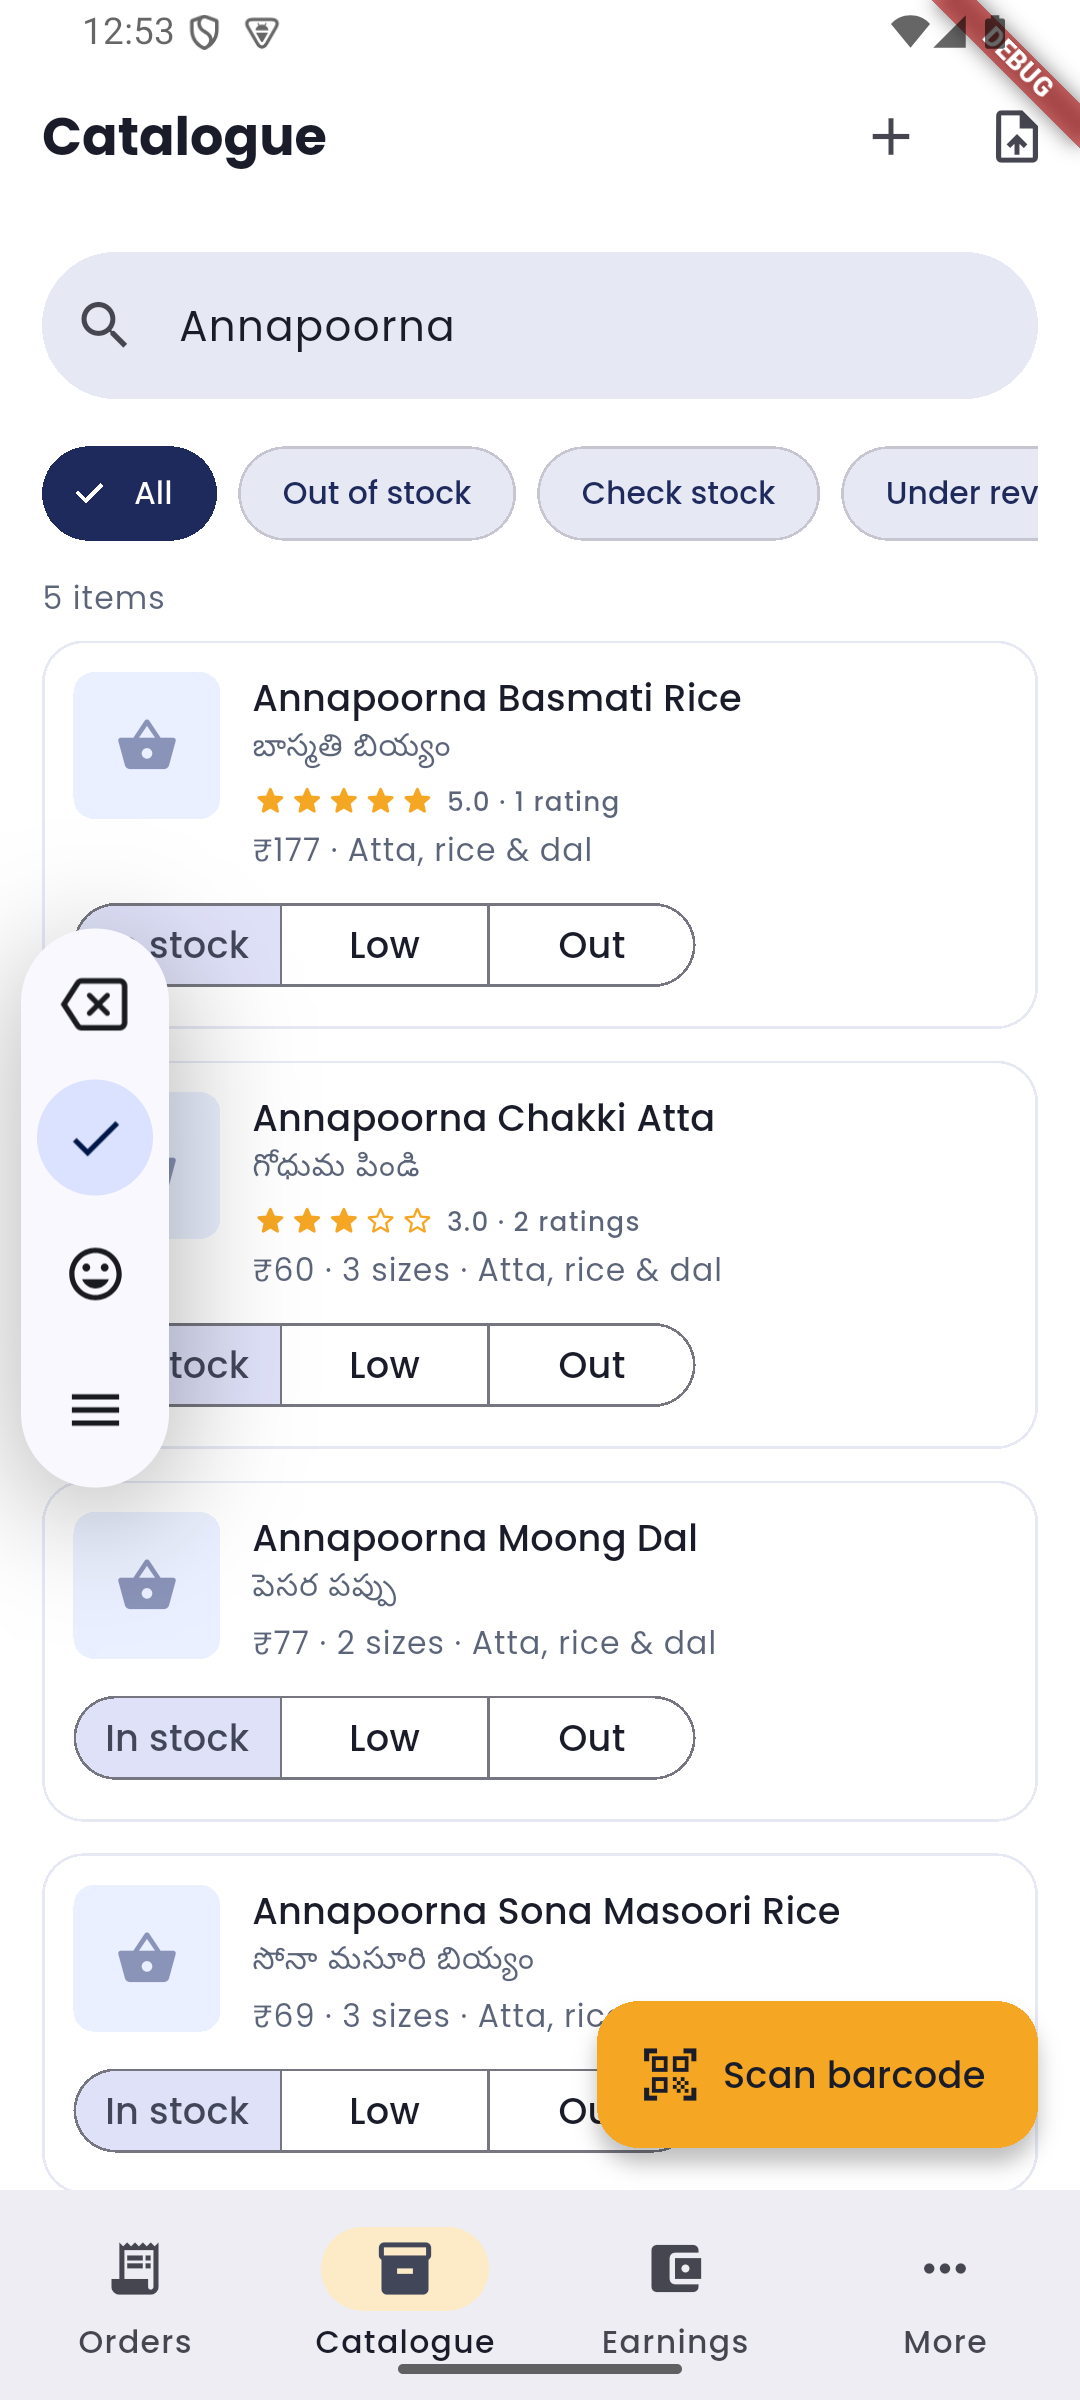 12:53
DEBUG
Catalogue
Annapoorna
All
Out of stock
Check stock
Under rev
5 items
Annapoorna Basmati Rice
బాస్మతి బియ్యం
5.0 · 1 rating
₹177 · Atta, rice & dal
stock
Low
Out
Annapoorna Chakki Atta
గోధుమ పిండి
3.0 · 2 ratings
₹60 · 3 sizes · Atta, rice & dal
tock
Low
Out
Annapoorna Moong Dal
పెసర పప్పు
₹77 · 2 sizes · Atta, rice & dal
In stock
Low
Out
Annapoorna Sona Masoori Rice
సోనా మసూరి బియ్యం
₹69 · 3 sizes · Atta, ric
Scan barcode
In stock
Low
Ou
Orders
Catalogue
Earnings
More